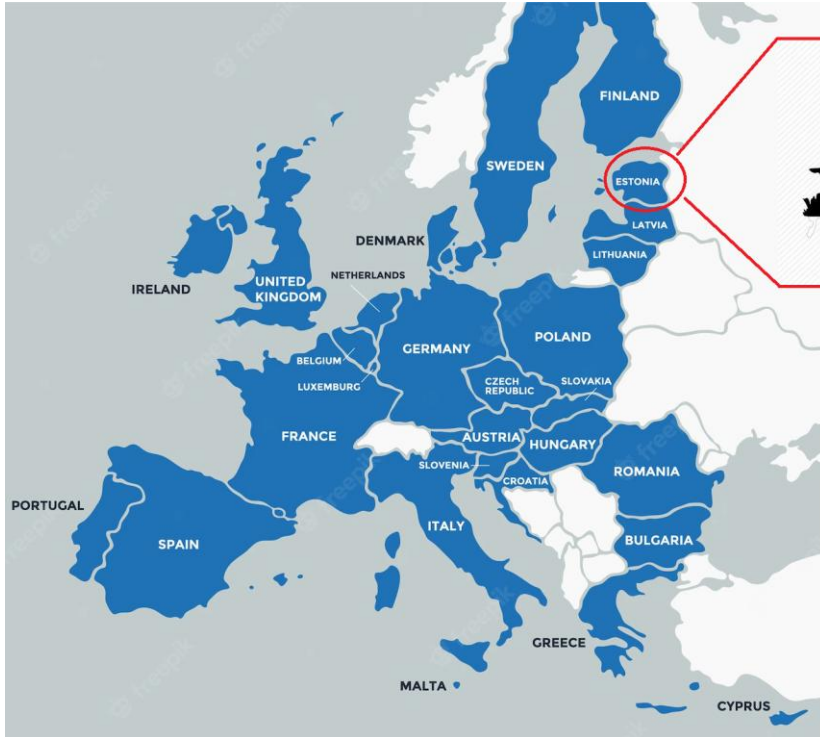 FINLAND
SWEDEN
ESTONIA
LATVIA
DENMARK
LITHUANIA
NETHERLANDS
IRELAND
UNITED
KINGDOM
POLAND
GERMANY
BELGIUM
CZECH
REPUBLIC
SLOVAKIA
LUXEMBURG
FRANCE
AUSTRIA
HUNGARY
SLOVENIA
ROMANIA
CROATIA
PORTUGAL
ITALY
SPAIN
BULGARIA
GREECE
MALTA
CYPRUS
freepik